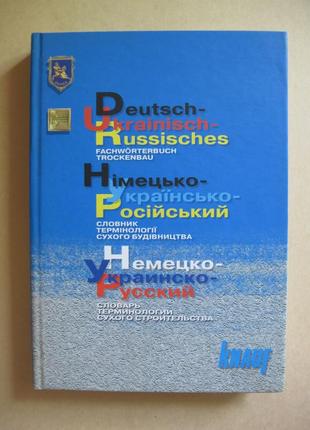 Deutsch-
Ukrainisch-
Russisches
FACHWÖRTERBUCH
TROCKENBAU
Німецько-
Українсько-
Російський
СЛОВНИК
ТЕРМІНОЛОГІЇ
СУХОГО БУДІВНИЦТВА
Немецко-
Украинско-
Русский
СЛОВАРЬ
ТЕРМИНОЛОГИИ
СУХОГО СТРОИТЕЛЬСТВА
KNAUF